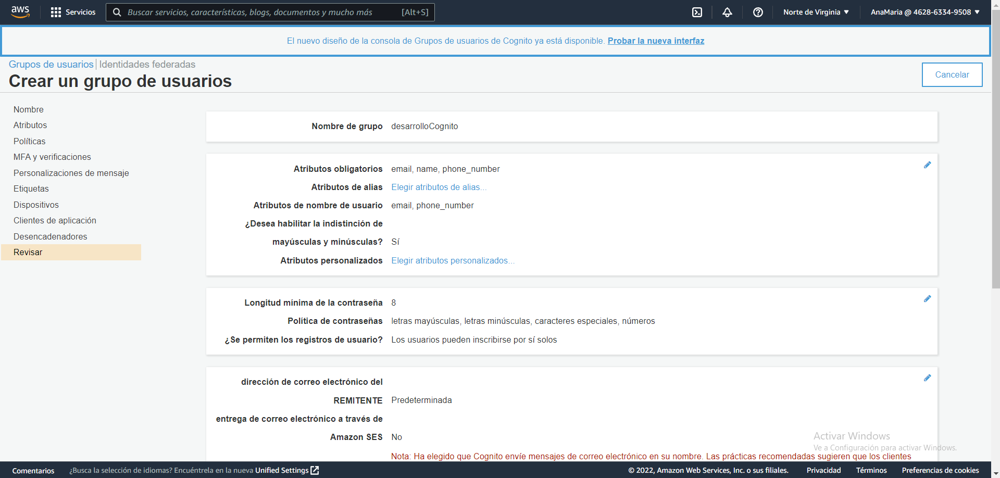 aws
Servicios
Buscar servicios, características, blogs, documentos y mucho más [Alt+S]
Norte de Virginia
AnaMaria @ 4628-6334-9508
El nuevo diseño de la consola de Grupos de usuarios de Cognito ya está disponible. Probar la nueva interfaz
Grupos de usuarios | Identidades federadas
Crear un grupo de usuarios
Cancelar
Nombre
Atributos
Políticas
MFA y verificaciones
Personalizaciones de mensaje
Etiquetas
Dispositivos
Clientes de aplicación
Desencadenadores
Revisar
Nombre de grupo desarrolloCognito
Atributos obligatorios email, name, phone_number
Atributos de alias Elegir atributos de alias...
Atributos de nombre de usuario email, phone_number
¿Desea habilitar la indistinción de
mayúsculas y minúsculas? Sí
Atributos personalizados Elegir atributos personalizados...
Longitud mínima de la contraseña 8
Política de contraseñas letras mayúsculas, letras minúsculas, caracteres especiales, números
¿Se permiten los registros de usuario? Los usuarios pueden inscribirse por sí solos
dirección de correo electrónico del
REMITENTE Predeterminada
entrega de correo electrónico a través de
Amazon SES No
Nota: Ha elegido que Cognito envíe mensajes de correo electrónico en su nombre. Las prácticas recomendadas sugieren que los clientes
Activar Windows
Ve a Configuración para activar Windows.
Comentarios
¿Busca la selección de idiomas? Encuéntrela en la nueva Unified Settings
© 2022, Amazon Web Services, Inc. o sus filiales.
Privacidad
Términos
Preferencias de cookies